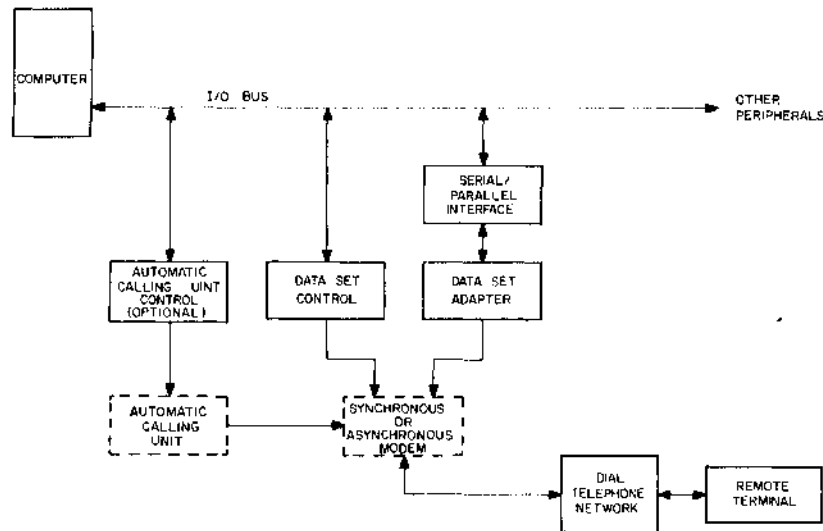 COMPUTER
I/O BUS
OTHER
PERIPHERALS
SERIAL/
PARALLEL
INTERFACE
AUTOMATIC
CALLING UINT
CONTROL
(OPTIONAL)
DATA SET
CONTROL
DATA SET
ADAPTER
AUTOMATIC
CALLING
UNIT
SYNCHRONOUS
OR
ASYNCHRONOUS
MODEM
DIAL
TELEPHONE
NETWORK
REMOTE
TERMINAL